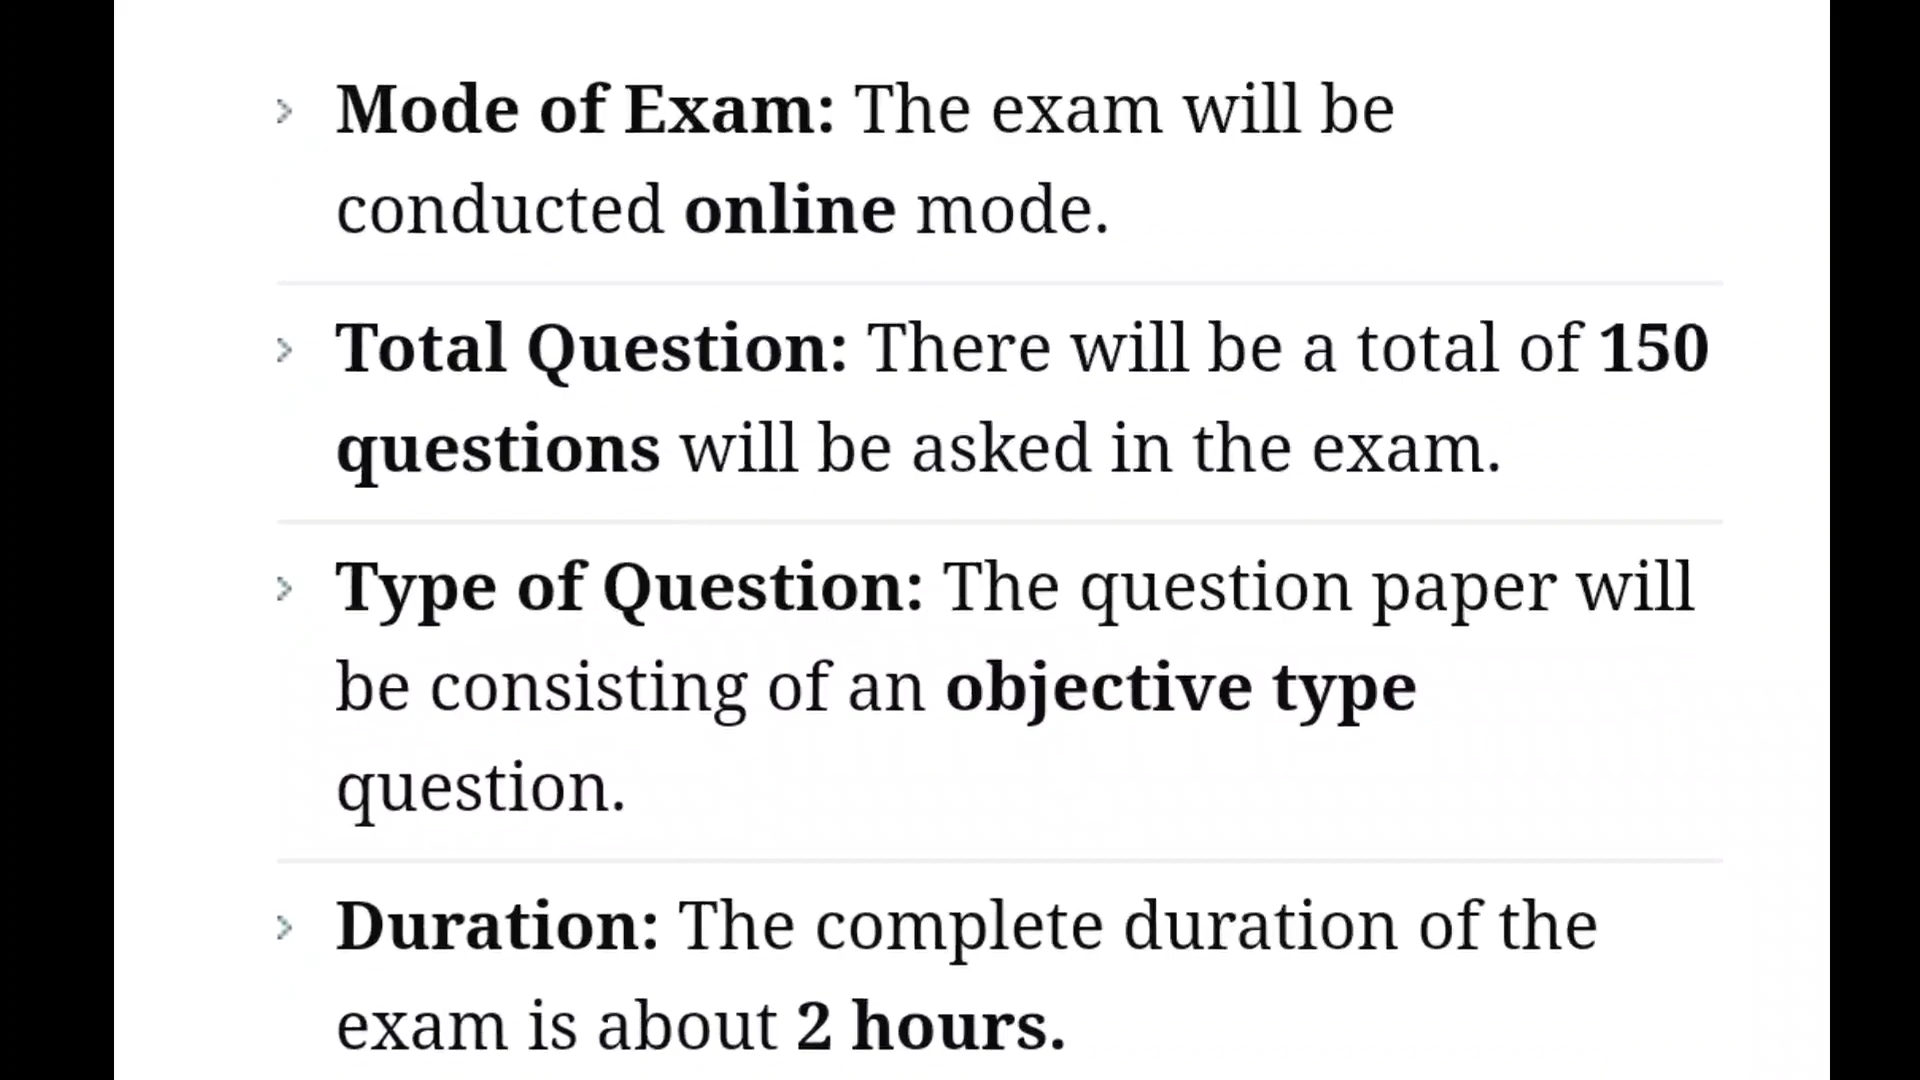 Mode of Exam: The exam will be
conducted online mode.
Total Question: There will be a total of 150
questions will be asked in the exam.
Type of Question: The question paper will
be consisting of an objective type
question.
Duration: The complete duration of the
exam is about 2 hours.